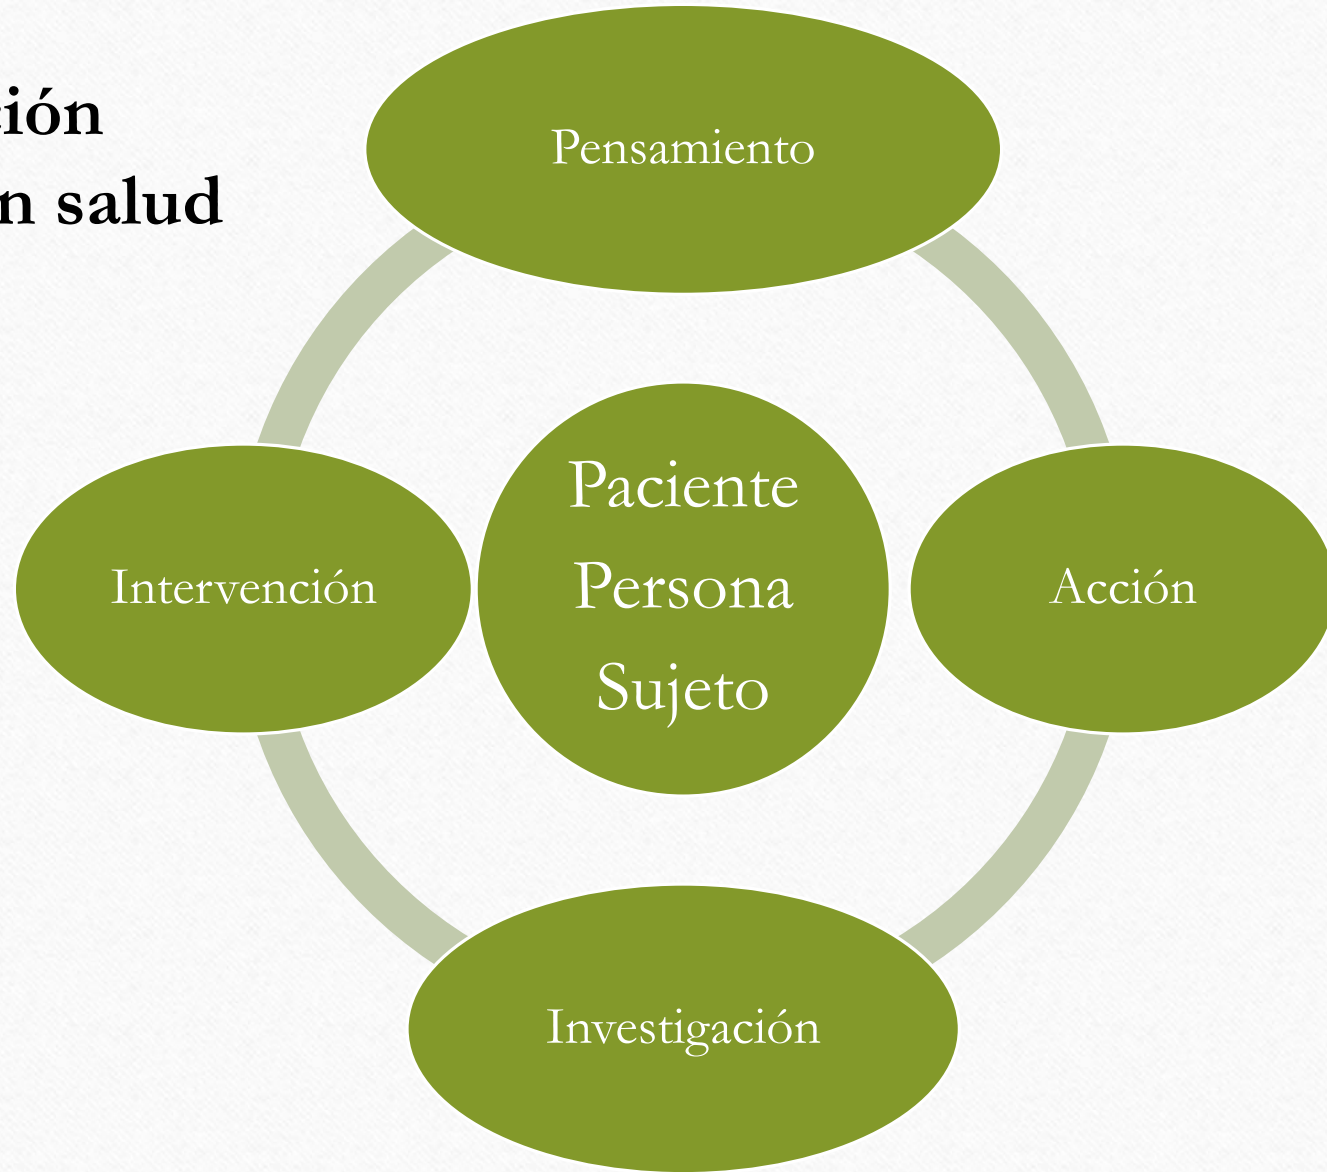 ción
n salud
Pensamiento
Intervención
Paciente
Persona
Sujeto
Acción
Investigación